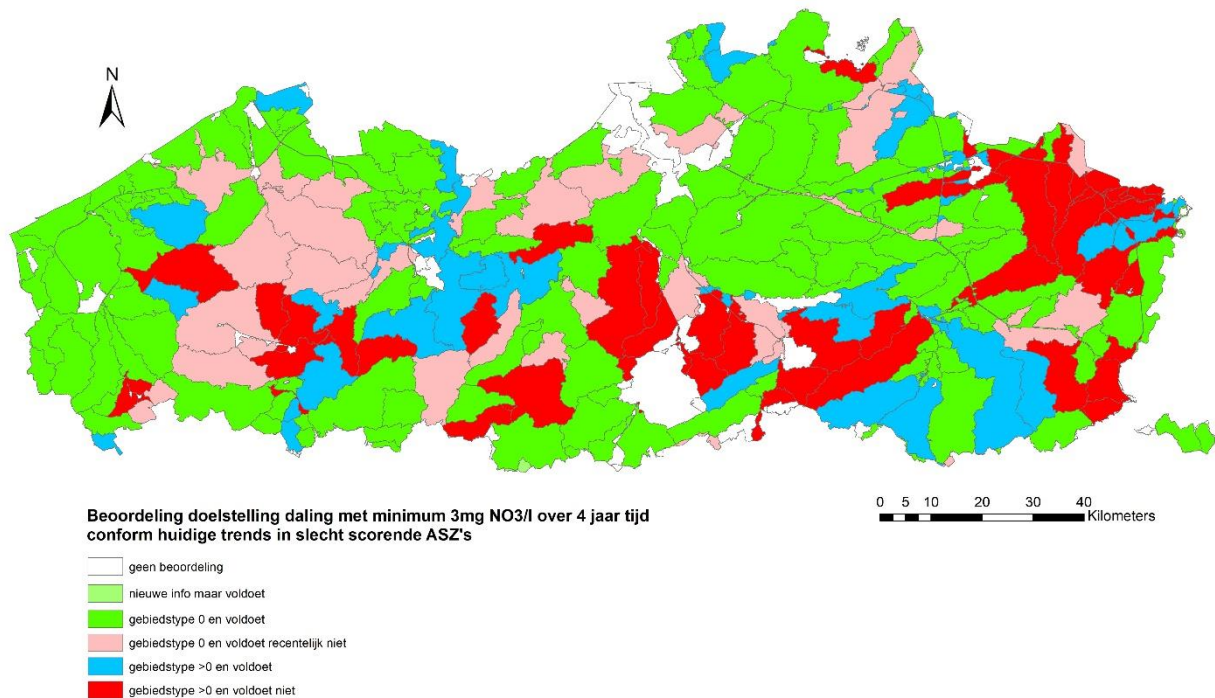 N
Beoordeling doelstelling daling met minimum 3mg NO3/l over 4 jaar tijd
conform huidige trends in slecht scorende ASZ's
geen beoordeling
nieuwe info maar voldoet
gebiedstype 0 en voldoet
gebiedstype 0 en voldoet recentelijk niet
gebiedstype >0 en voldoet
gebiedstype >0 en voldoet niet
0 5 10 20 30 40
Kilometers